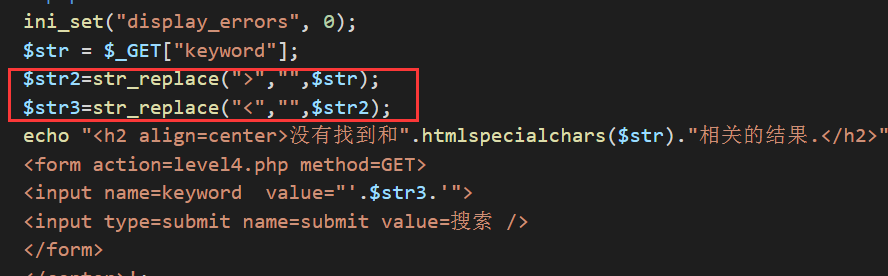 ini_set("display_errors", 0);
$str = $_GET["keyword"];
$str2=str_replace(">","",$str);
$str3=str_replace("<","",$str2);
echo "<h2 align=center>没有找到和".htmlspecialchars($str)."相关的结果.</h2>"
<form action=level4.php method=GET>
<input name=keyword  value="'.$str3.'">
<input type=submit name=submit value=搜索 />
</form>
</center>';